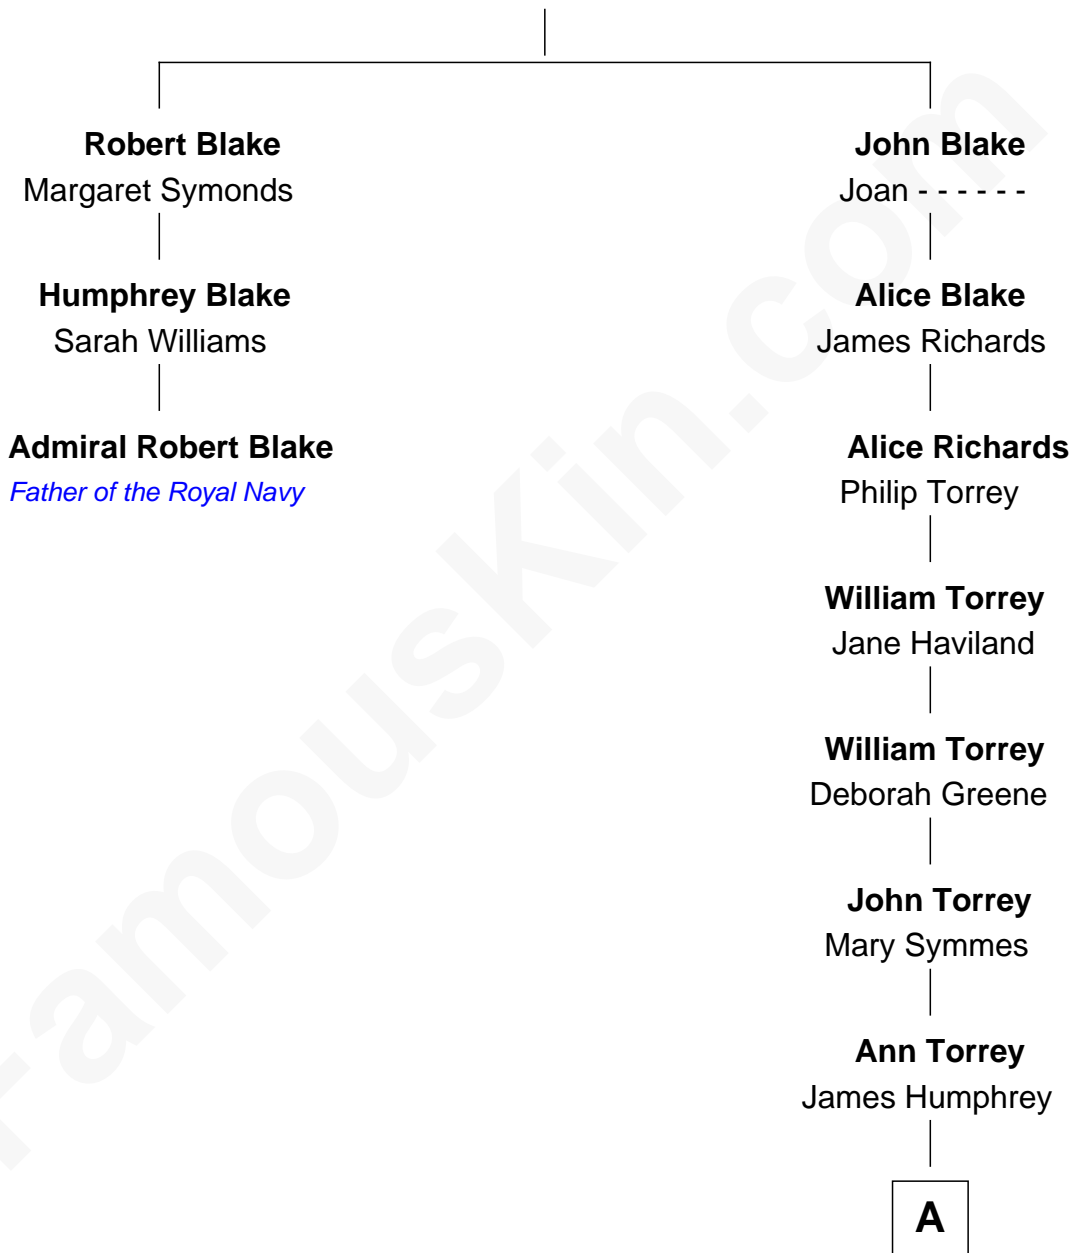 Robert Blake
Margaret Symonds
John Blake
Joan - - - - - -
Humphrey Blake
Sarah Williams
Alice Blake
James Richards
Admiral Robert Blake
Father of the Royal Navy
Alice Richards
Philip Torrey
William Torrey
Jane Haviland
William Torrey
Deborah Greene
John Torrey
Mary Symmes
Ann Torrey
James Humphrey
A
FamousKin.com